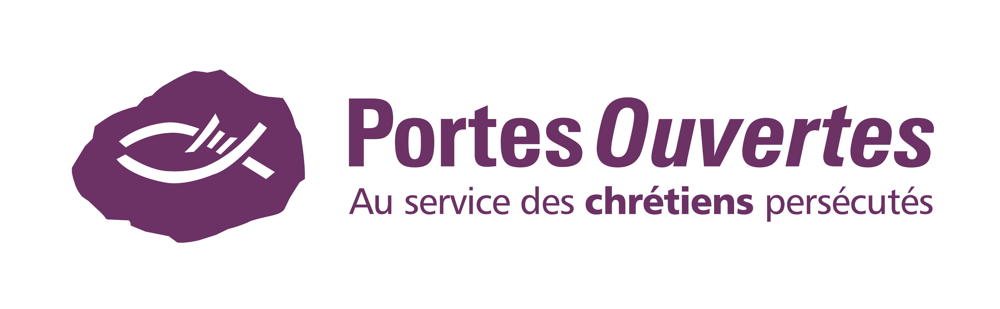 Portes Ouvertes
Au service des chrétiens persécutés